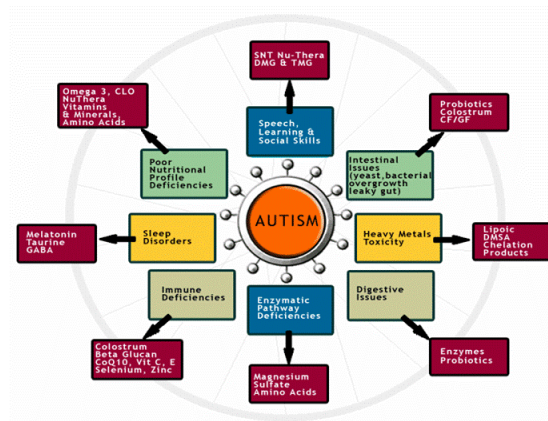 SNT Nu-Thera
DMG & TMG
Omega 3, CLO
NuThera
Vitamins
& Minerals,
Amino Acids
Probiotics
Colostrum
CF/GF
Speech,
Learning &
Social Skills
Poor
Nutritional
Profile
Deficiencies
Intestinal
Issues
(yeast,bacterial
overgrowth
leaky gut)
AUTISM
Melatonin
Taurine
GABA
Sleep
Disorders
Heavy Metals
Toxicity
Lipoic
DMSA
Chelation
Products
Immune
Deficiencies
Enzymatic
Pathway
Deficiencies
Digestive
Issues
Colostrum
Beta Glucan
CoQ10, Vit C, E
Selenium, Zinc
Magnesium
Sulfate
Amino Acids
Enzymes
Probiotics